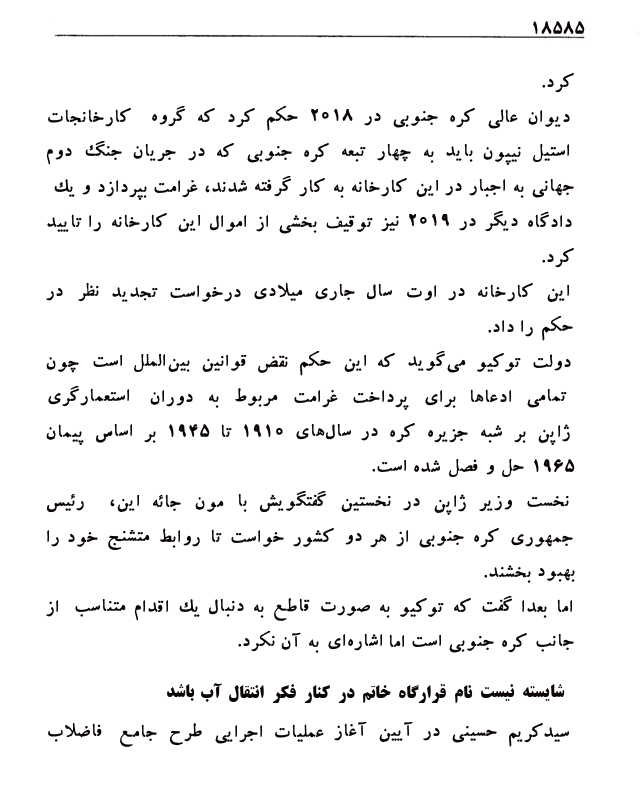 ۱۸۵۸۵
کرد.
دیوان عالی کره جنوبی در ۲۰۱۸ حکم کرد که گروه کارخانجات
استیل نیپون باید به چهار تبعه کره جنوبی که در جریان جنگ دوم
جهانی به اجبار در این کارخانه به کار گرفته شدند، غرامت بپردازد و یك
دادگاه دیگر در ۲۰۱۹ نیز توقیف بخشی از اموال این کارخانه را تایید
کرد.
این کارخانه در اوت سال جاری میلادی درخواست تجدید نظر در
حکم را داد.
دولت توکیو می‌گوید که این حکم نقض قوانین بین‌الملل است چون
تمامی ادعاها برای پرداخت غرامت مربوط به دوران استعمارگری
ژاپن بر شبه جزیره کره در سال‌های ۱۹۱۰ تا ۱۹۴۵ بر اساس پیمان
۱۹۶۵ حل و فصل شده است.
نخست وزیر ژاپن در نخستین گفتگویش با مون جائه این، رئیس
جمهوری کره جنوبی از هر دو کشور خواست تا روابط متشنج خود را
بهبود بخشند.
اما بعدا گفت که توکیو به صورت قاطع به دنبال یك اقدام متناسب از
جانب کره جنوبی است اما اشاره‌ای به آن نکرد.
شایسته نیست نام قرارگاه خاتم در کنار فکر انتقال آب باشد
سیدکریم حسینی در آیین آغاز عملیات اجرایی طرح جامع فاضلاب